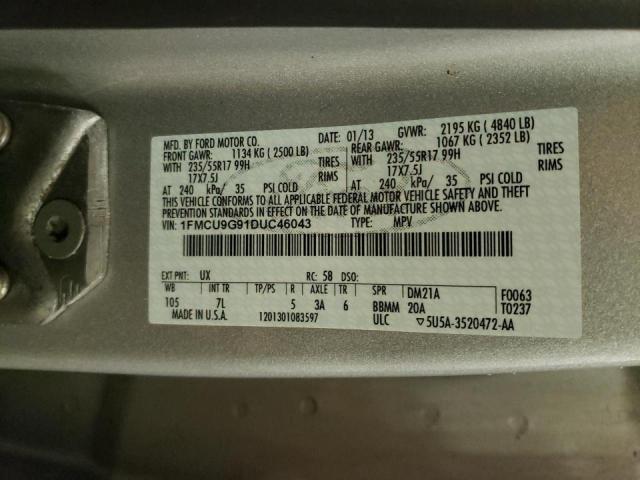 MFD. BY FORD MOTOR CO. DATE: 01/13 GVWR: 2195 KG ( 4840 LB)
FRONT GAWR: 1134 KG ( 2500 LB) REAR GAWR: 1067 KG ( 2352 LB)
WITH 235/55R17 99H TIRES WITH 235/55R17 99H TIRES
17X7.5J RIMS 17X7.5J RIMS
AT 240 kPa/ 35 PSI COLD AT 240 kPa/ 35 PSI COLD
THIS VEHICLE CONFORMS TO ALL APPLICABLE FEDERAL MOTOR VEHICLE SAFETY AND THEFT
PREVENTION STANDARDS IN EFFECT ON THE DATE OF MANUFACTURE SHOWN ABOVE.
VIN: 1FMCU9G91DUC46043 TYPE: MPV
EXT PNT: UX RC: 58 DSO:
WB INT TR TP/PS R AXLE TR SPR DM21A F0063
105 7L 5 3A 6 BBMM 20A T0237
MADE IN U.S.A. 1201301083597 ULC ▽5U5A-3520472-AA